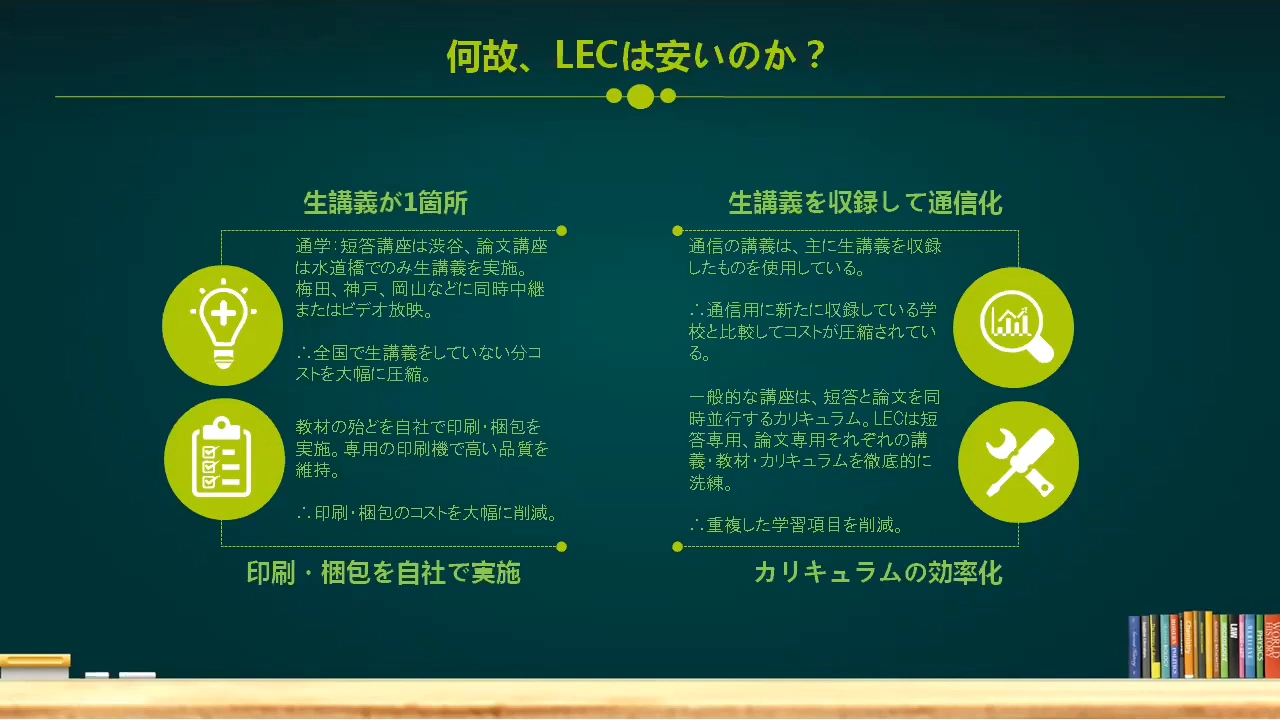 何故、LECは安いのか？
生講義が1箇所
通学：短答講座は渋谷、論文講座
は水道橋でのみ生講義を実施。
梅田、神戸、岡山などに同時中継
またはビデオ放映。
∴全国で生講義をしていない分コ
ストを大幅に圧縮。
教材の殆どを自社で印刷・梱包を
実施。専用の印刷機で高い品質を
維持。
∴印刷・梱包のコストを大幅に削減。
印刷・梱包を自社で実施
生講義を収録して通信化
通信の講義は、主に生講義を収録
したものを使用している。
∴通信用に新たに収録している学
校と比較してコストが圧縮されてい
る。
一般的な講座は、短答と論文を同
時並行するカリキュラム。LECは短
答専用、論文専用それぞれの講
義・教材・カリキュラムを徹底的に
洗練。
∴重複した学習項目を削減。
カリキュラムの効率化
Chemistry
LAW
PHYSICS
WORLD
HISTORY